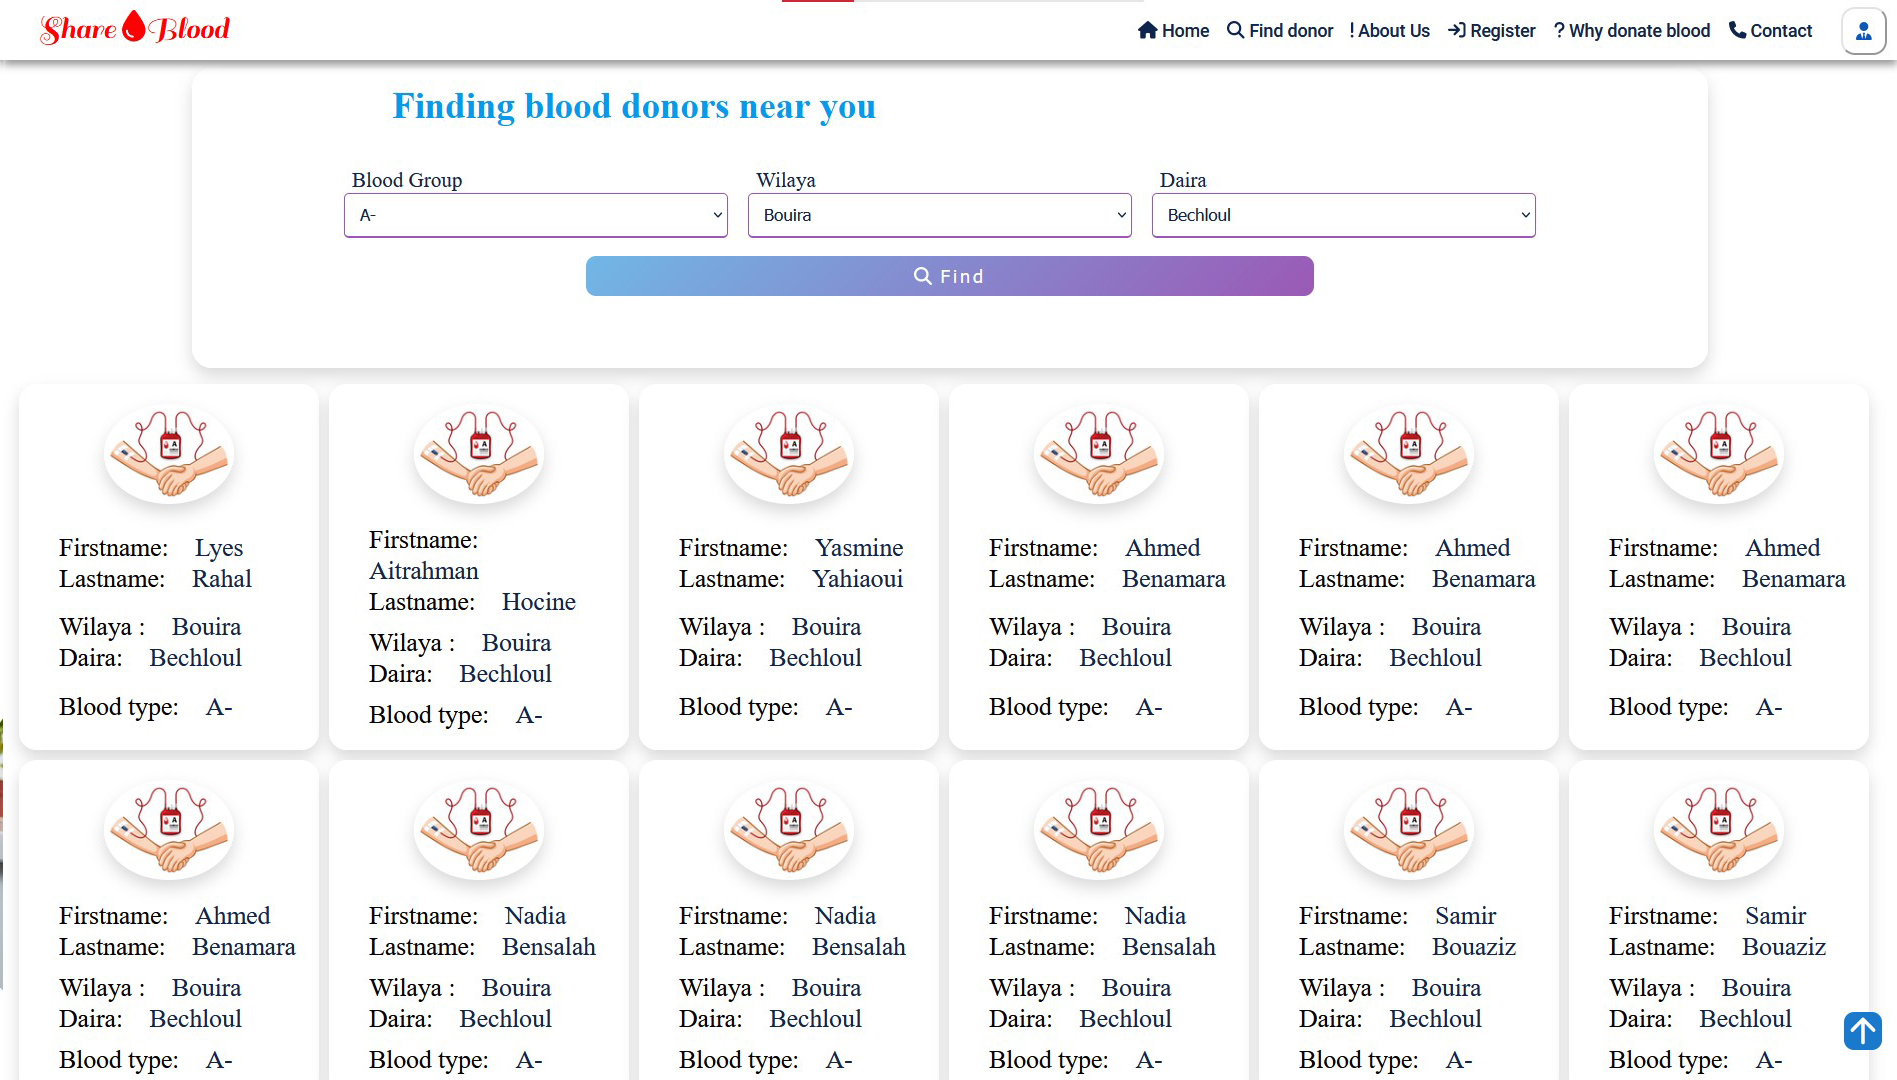 Share Blood
Home Find donor ! About Us Register ? Why donate blood Contact
Finding blood donors near you
Blood Group Wilaya Daira
A- Bouira Bechloul
Find
Firstname: Lyes
Lastname: Rahal
Wilaya : Bouira
Daira: Bechloul
Blood type: A-
Firstname:
Aitrahman
Lastname: Hocine
Wilaya : Bouira
Daira: Bechloul
Blood type: A-
Firstname: Yasmine
Lastname: Yahiaoui
Wilaya : Bouira
Daira: Bechloul
Blood type: A-
Firstname: Ahmed
Lastname: Benamara
Wilaya : Bouira
Daira: Bechloul
Blood type: A-
Firstname: Ahmed
Lastname: Benamara
Wilaya : Bouira
Daira: Bechloul
Blood type: A-
Firstname: Ahmed
Lastname: Benamara
Wilaya : Bouira
Daira: Bechloul
Blood type: A-
Firstname: Ahmed
Lastname: Benamara
Wilaya : Bouira
Daira: Bechloul
Blood type: A-
Firstname: Nadia
Lastname: Bensalah
Wilaya : Bouira
Daira: Bechloul
Blood type: A-
Firstname: Nadia
Lastname: Bensalah
Wilaya : Bouira
Daira: Bechloul
Blood type: A-
Firstname: Nadia
Lastname: Bensalah
Wilaya : Bouira
Daira: Bechloul
Blood type: A-
Firstname: Samir
Lastname: Bouaziz
Wilaya : Bouira
Daira: Bechloul
Blood type: A-
Firstname: Samir
Lastname: Bouaziz
Wilaya : Bouira
Daira: Bechloul
Blood type: A-